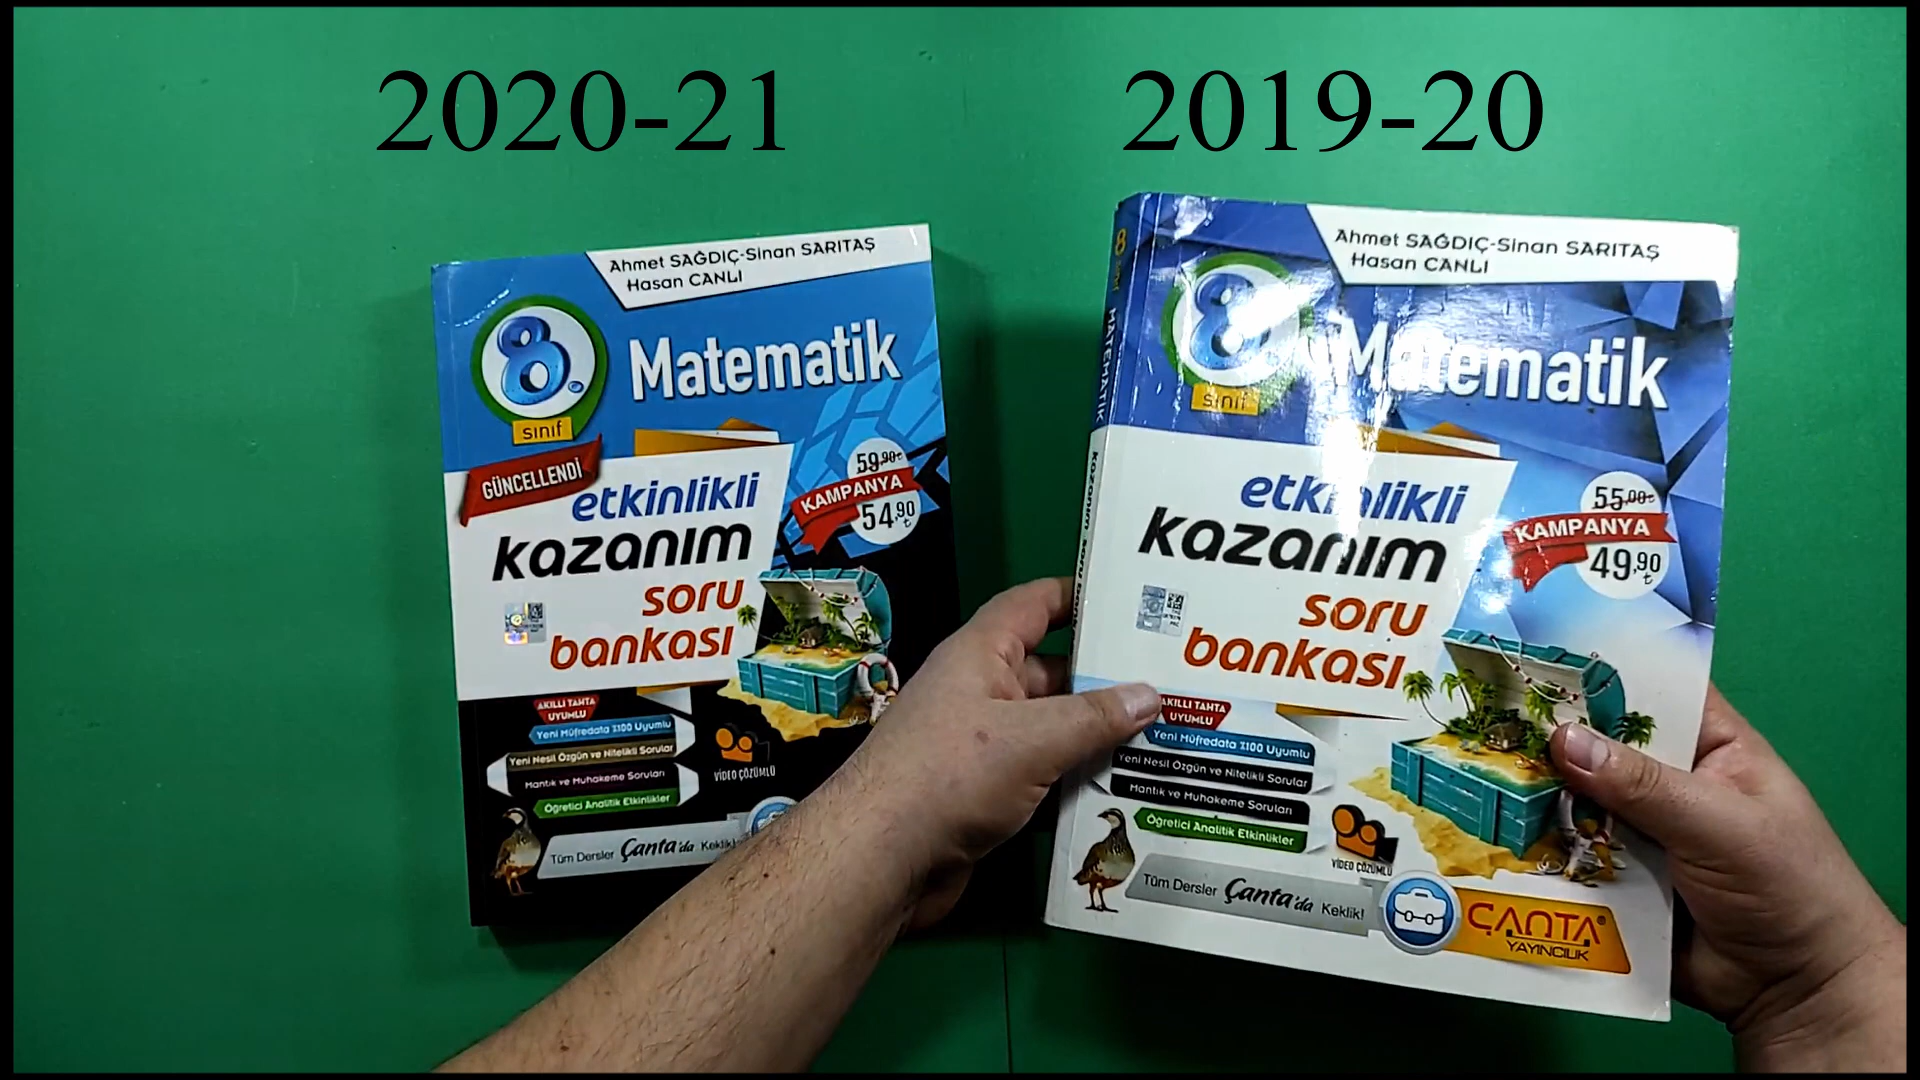 2020-21
2019-20
Ahmet SAĞDIÇ-Sinan SARITAŞ
Hasan CANLI
8.
sınıf
Matematik
GÜNCELLENDİ
etkinlikli
kazanım
soru
bankası
59,90₺
KAMPANYA
54,90
₺
AKILLI TAHTA
UYUMLU
Yeni Müfredata %100 Uyumlu
Yeni Nesil Özgün ve Nitelikli Sorular
Mantık ve Muhakeme Soruları
Öğretici Analitik Etkinlikler
VİDEO ÇÖZÜMLÜ
Tüm Dersler Çanta'da Keklik!
8
MATEMATİK
kazanım soru
Ahmet SAĞDIÇ-Sinan SARITAŞ
Hasan CANLI
8
sınıf
Matematik
etkinlikli
kazanım
soru
bankası
55,00₺
KAMPANYA
49,90
₺
AKILLI TAHTA
UYUMLU
Yeni Müfredata %100 Uyumlu
Yeni Nesil Özgün ve Nitelikli Sorular
Mantık ve Muhakeme Soruları
Öğretici Analitik Etkinlikler
VİDEO ÇÖZÜMLÜ
Tüm Dersler Çanta'da Keklik!
ÇANTA®
YAYINCILIK